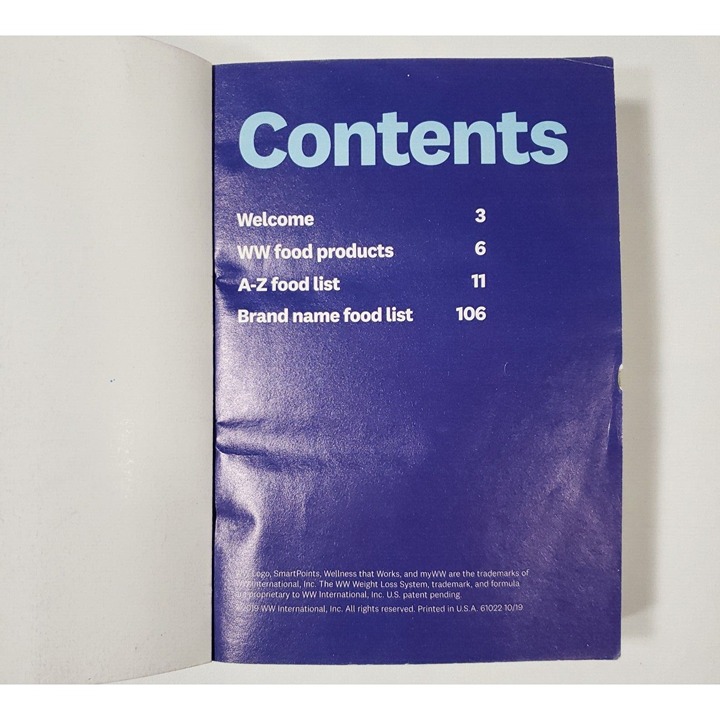 Contents
Welcome 3
WW food products 6
A-Z food list 11
Brand name food list 106
Logo, SmartPoints, Wellness that Works, and myWW are the trademarks of
International, Inc. The WW Weight Loss System, trademark, and formula
proprietary to WW International, Inc. U.S. patent pending.
2019 WW International, Inc. All rights reserved. Printed in U.S.A. 61022 10/19